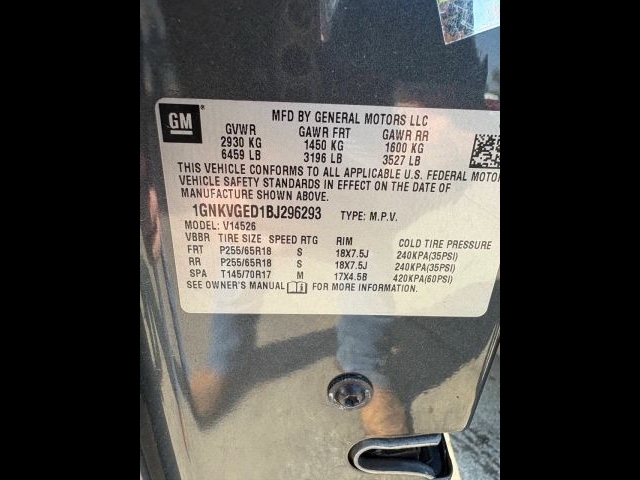 GM
MFD BY GENERAL MOTORS LLC
GVWR GAWR FRT GAWR RR
2930 KG 1450 KG 1600 KG
6459 LB 3196 LB 3527 LB
THIS VEHICLE CONFORMS TO ALL APPLICABLE U.S. FEDERAL MOTOR
VEHICLE SAFETY STANDARDS IN EFFECT ON THE DATE OF
MANUFACTURE SHOWN ABOVE.
1GNKVGED1BJ296293 TYPE: M.P.V.
MODEL: V14526
VBBR TIRE SIZE SPEED RTG RIM COLD TIRE PRESSURE
FRT P255/65R18 S 18X7.5J 240KPA(35PSI)
RR P255/65R18 S 18X7.5J 240KPA(35PSI)
SPA T145/70R17 M 17X4.5B 420KPA(60PSI)
SEE OWNER'S MANUAL FOR MORE INFORMATION.